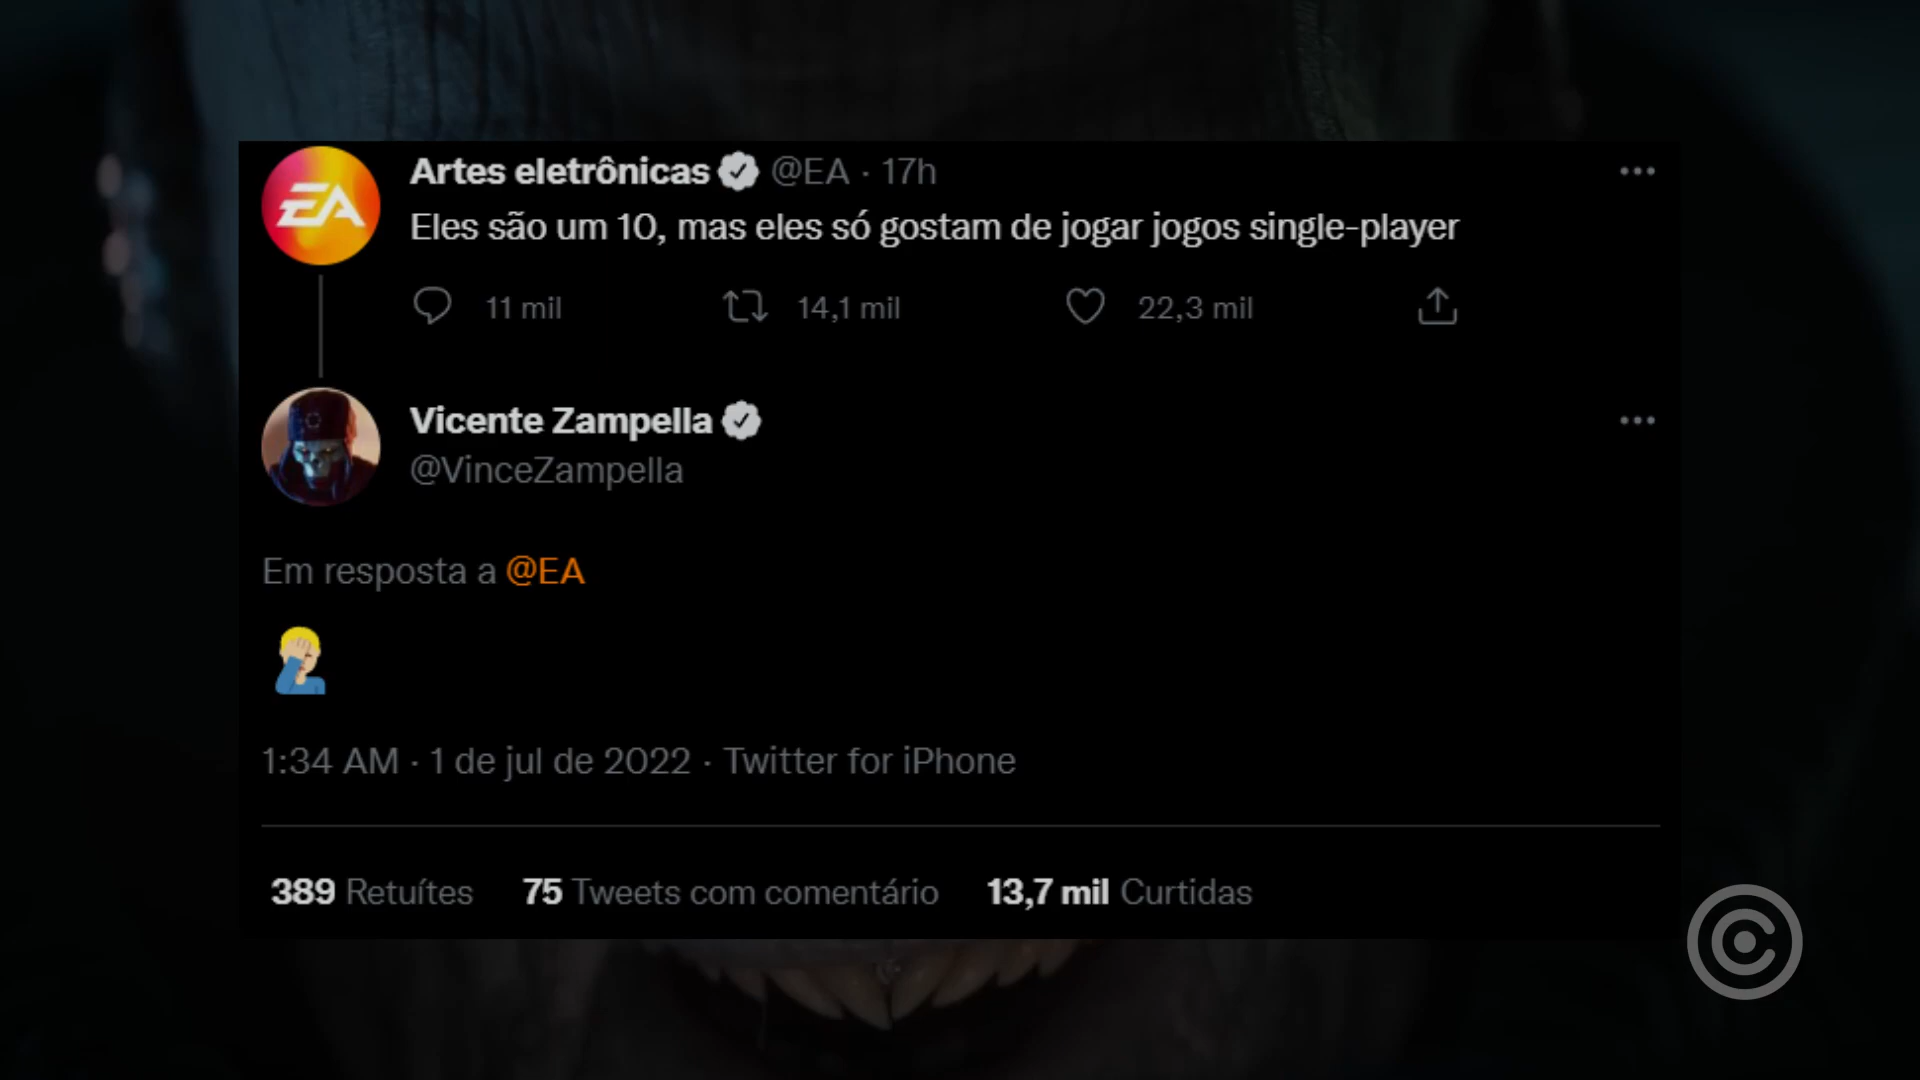 EA
Artes eletrônicas @EA · 17h
Eles são um 10, mas eles só gostam de jogar jogos single-player
11 mil 14,1 mil 22,3 mil
Vicente Zampella
@VinceZampella
Em resposta a @EA
1:34 AM · 1 de jul de 2022 · Twitter for iPhone
389 Retuítes 75 Tweets com comentário 13,7 mil Curtidas